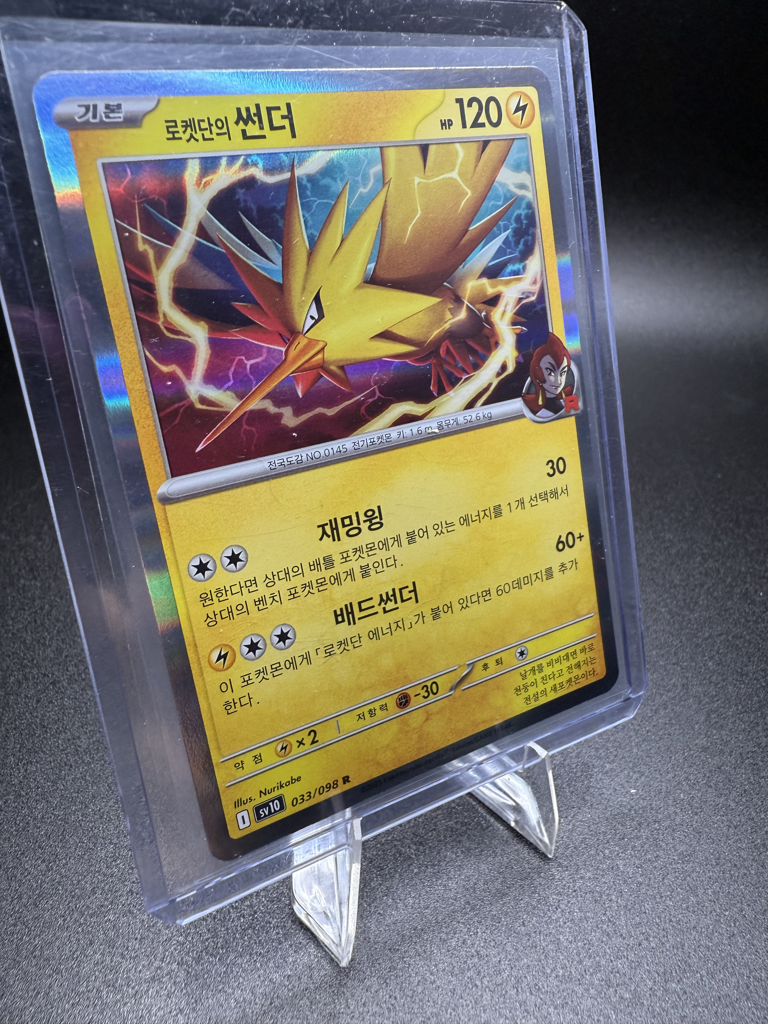 기본
로켓단의 썬더
HP 120
전국도감 NO 0145 전기포켓몬 키: 1.6 m 몸무게: 52.6 kg
R
재밍윙
30
원한다면 상대의 배틀 포켓몬에게 붙어 있는 에너지를 1개 선택해서
상대의 벤치 포켓몬에게 붙인다.
배드썬더
60+
이 포켓몬에게 「로켓단 에너지」가 붙어 있다면 60데미지를 추가
한다.
약점 ×2
저항력 -30
후퇴
날개를 비비대면 바로
천둥이 친다고 전해지는
전설의 새포켓몬이다.
Illus. Nurikabe
I SV10 033/098 R